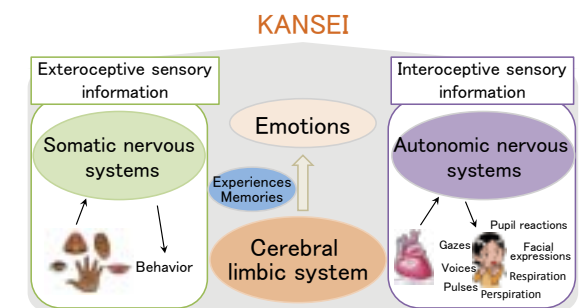 KANSEI
Exteroceptive sensory
information
Interoceptive sensory
information
Emotions
Somatic nervous
systems
Autonomic nervous
systems
Experiences
Memories
Cerebral
limbic system
Behavior
Pupil reactions
Gazes
Facial
expressions
Voices
Respiration
Pulses
Perspiration